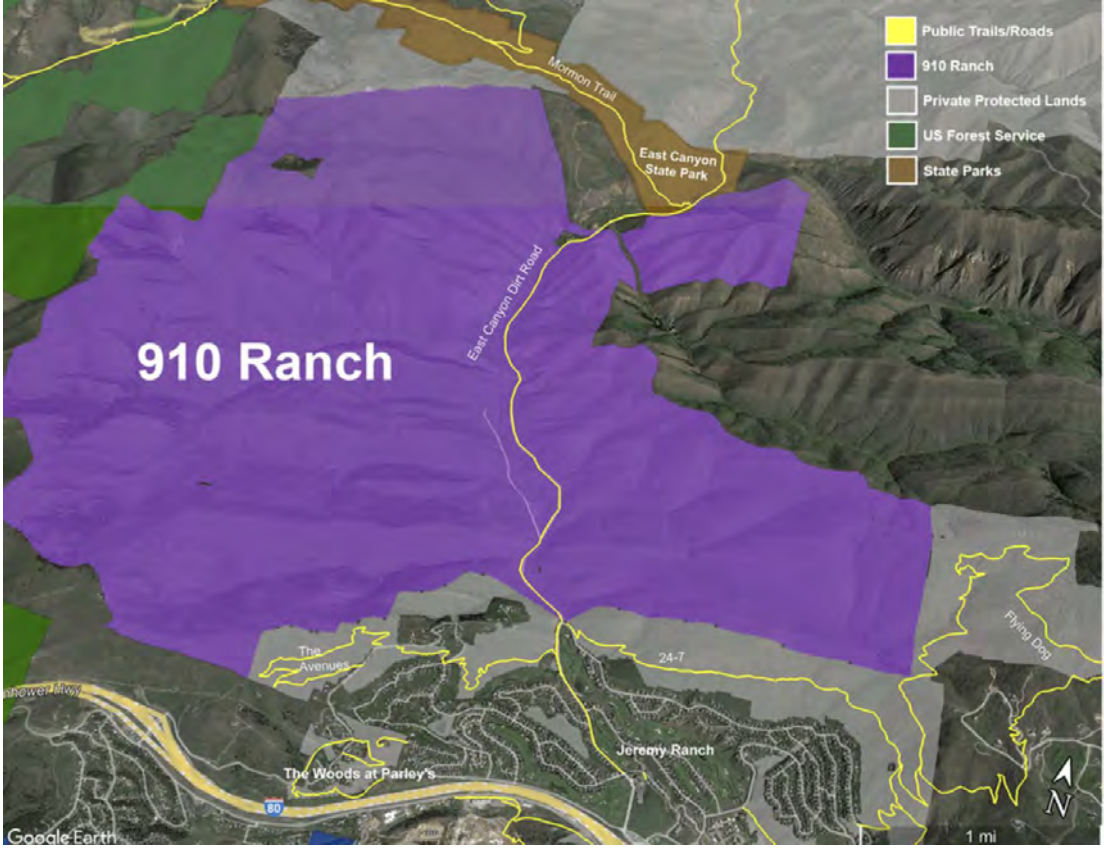 Public Trails/Roads
910 Ranch
Private Protected Lands
US Forest Service
State Parks
Mormon Trail
East Canyon
State Park
East Canyon Dirt Road
910 Ranch
The
Avenues
24-7
Flying Dog
nhower Hwy
Jeremy Ranch
The Woods at Parley's
80
N
Google Earth
1 mi